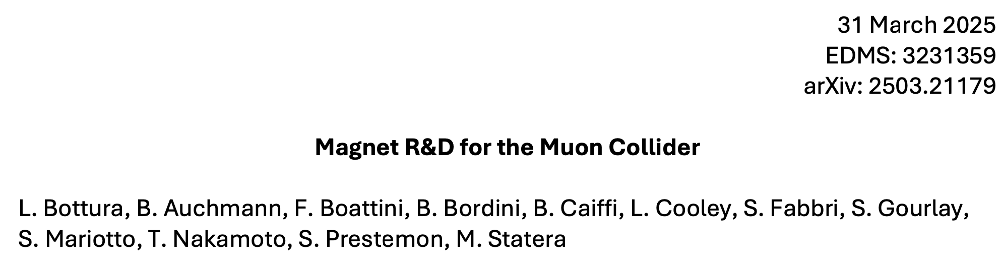 31 March 2025
EDMS: 3231359
arXiv: 2503.21179
Magnet R&D for the Muon Collider
L. Bottura, B. Auchmann, F. Boattini, B. Bordini, B. Caiffi, L. Cooley, S. Fabbri, S. Gourlay,
S. Mariotto, T. Nakamoto, S. Prestemon, M. Statera